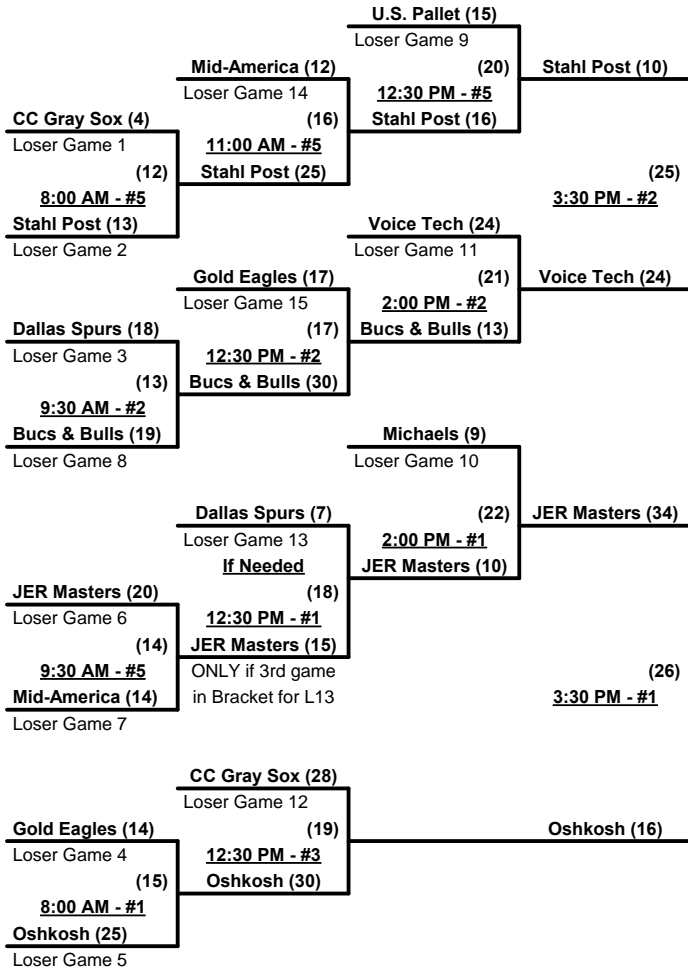 U.S. Pallet (15)
Loser Game 9
Mid-America (12)
(20)
Stahl Post (10)
Loser Game 14
12:30 PM - #5
CC Gray Sox (4)
(16)
Stahl Post (16)
Loser Game 1
11:00 AM - #5
(12)
Stahl Post (25)
(25)
8:00 AM - #5
3:30 PM - #2
Stahl Post (13)
Voice Tech (24)
Loser Game 2
Loser Game 11
Gold Eagles (17)
(21)
Voice Tech (24)
Loser Game 15
2:00 PM - #2
Dallas Spurs (18)
(17)
Bucs & Bulls (13)
Loser Game 3
12:30 PM - #2
(13)
Bucs & Bulls (30)
9:30 AM - #2
Bucs & Bulls (19)
Michaels (9)
Loser Game 8
Loser Game 10
Dallas Spurs (7)
(22)
JER Masters (34)
Loser Game 13
2:00 PM - #1
If Needed
JER Masters (10)
JER Masters (20)
(18)
Loser Game 6
12:30 PM - #1
(14)
JER Masters (15)
9:30 AM - #5
ONLY if 3rd game
(26)
Mid-America (14)
in Bracket for L13
3:30 PM - #1
Loser Game 7
CC Gray Sox (28)
Loser Game 12
Gold Eagles (14)
(19)
Oshkosh (16)
Loser Game 4
12:30 PM - #3
(15)
Oshkosh (30)
8:00 AM - #1
Oshkosh (25)
Loser Game 5